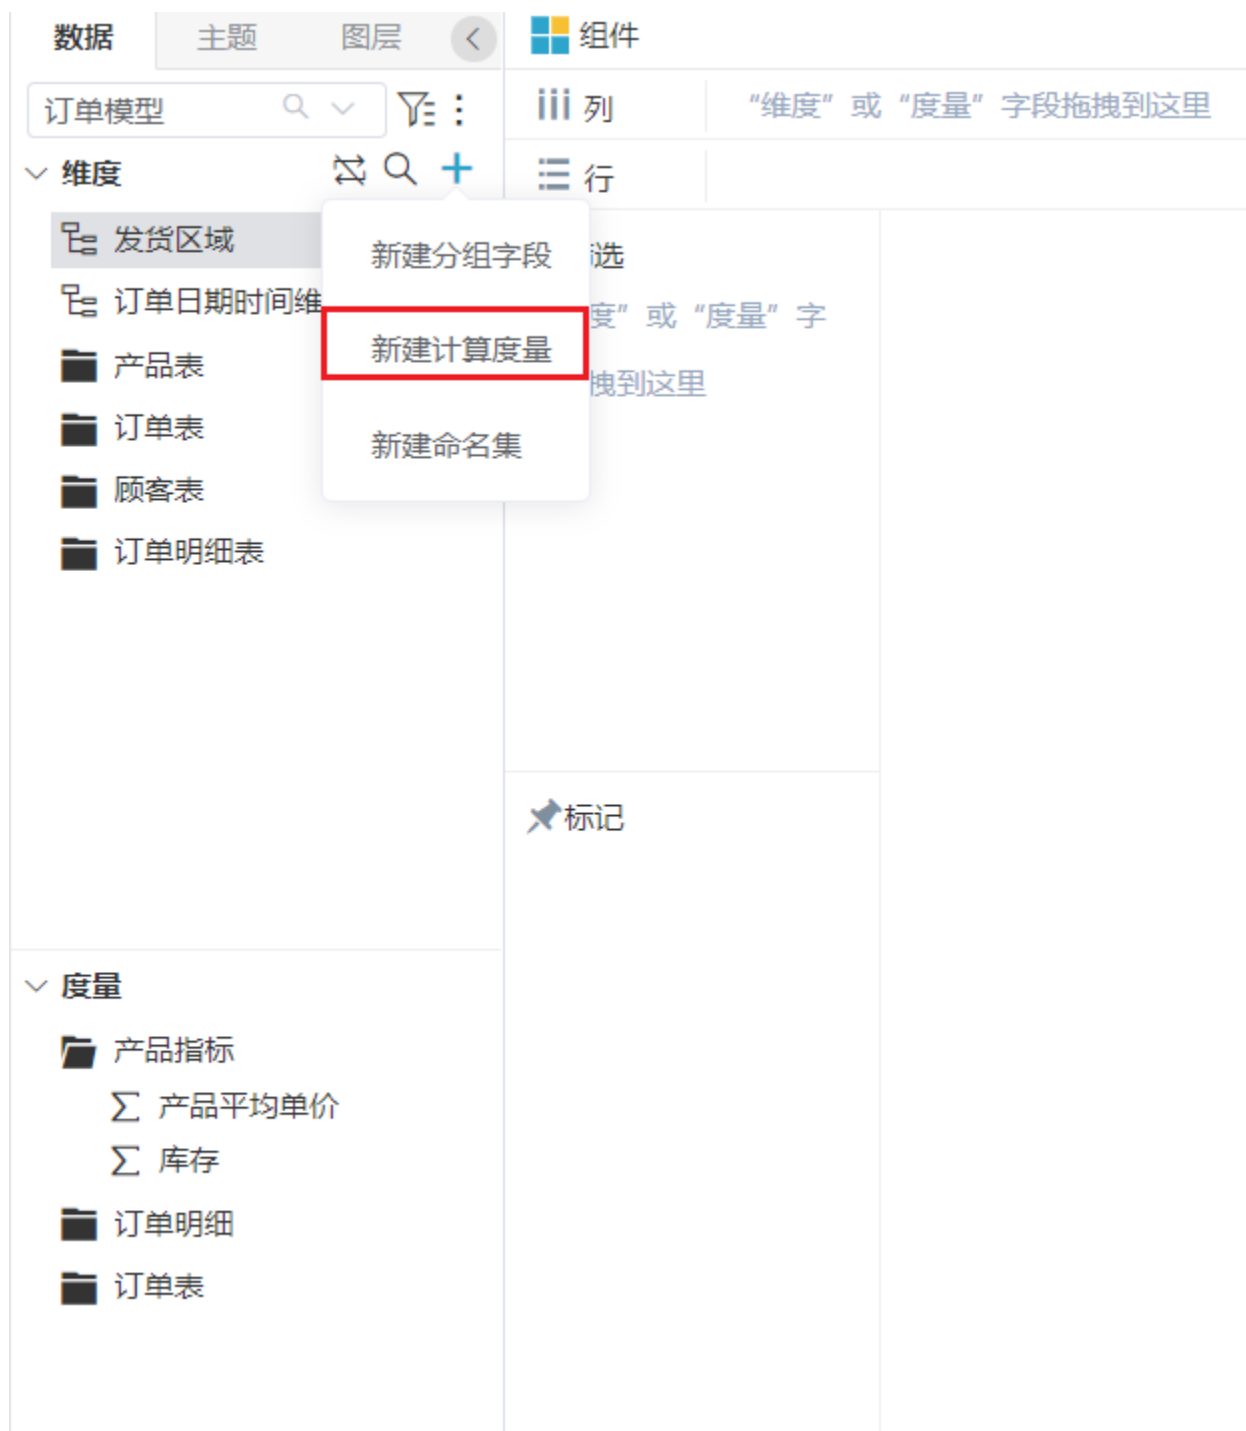 数据
主题
图层
组件
订单模型
列
“维度”或“度量”字段拖拽到这里
维度
行
发货区域
新建分组字段
选
订单日期时间维
度”或“度量”字
新建计算度量
产品表
拽到这里
订单表
新建命名集
顾客表
订单明细表
标记
度量
产品指标
∑ 产品平均单价
∑ 库存
订单明细
订单表